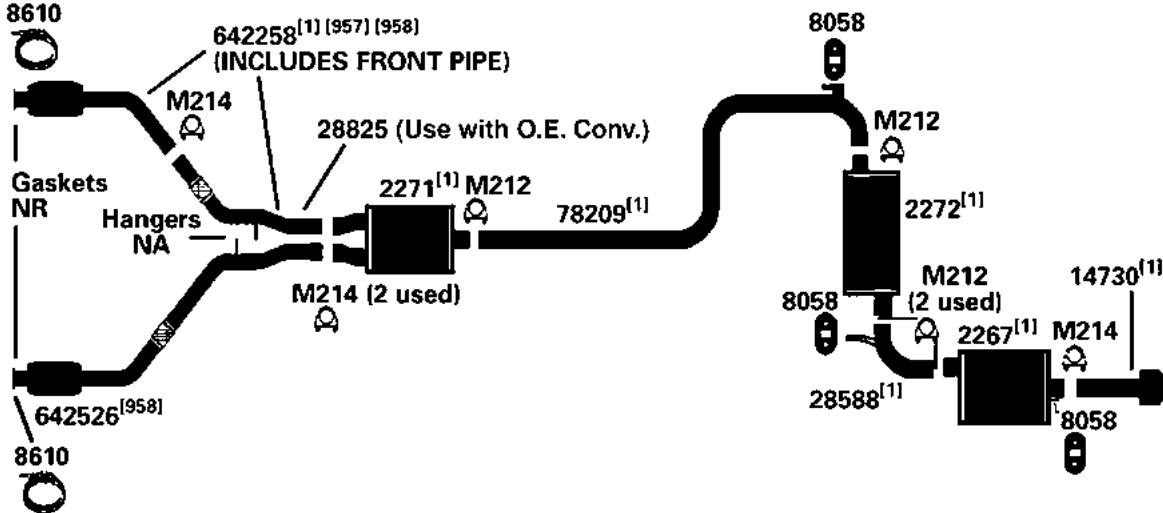 8610
642258[1] [957] [958]
(INCLUDES FRONT PIPE)
8058
M214
28825 (Use with O.E. Conv.)
M212
Gaskets
NR
Hangers
NA
2271[1]
M212
78209[1]
2272[1]
M214 (2 used)
8058
M212
(2 used)
14730[1]
2267[1]
M214
642526[958]
28588[1]
8058
8610